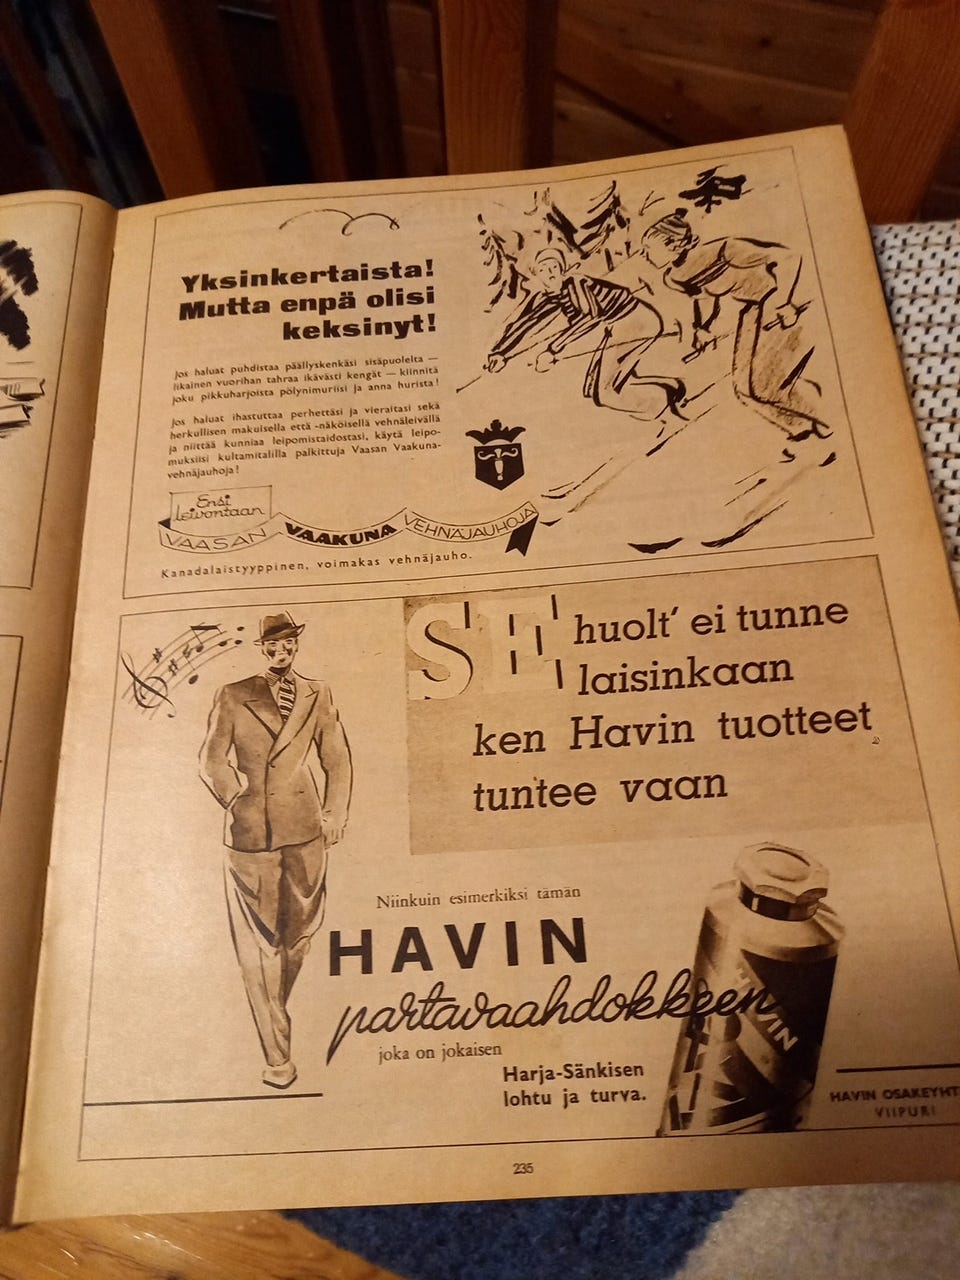 Yksinkertaista!
Mutta enpä olisi
keksinyt!
Jos haluat puhdistaa päällyskenkäsi sisäpuolelta —
likainen vuorihan tahraa ikävästi kengät — kiinnitä
joku pikkuharjoista pölynimuriisi ja anna hurista!
Jos haluat ihastuttaa perhettäsi ja vieraitasi sekä
herkullisen makuisella että -näköisellä vehnäleivällä
ja niittää kunniaa leipomistaidostasi, käytä leipo-
muksiisi kultamitalilla palkittuja Vaasan Vaakuna-
vehnäjauhoja!
Ensi
leivontaan
VAASAN VAAKUNA VEHNÄJAUHOJA
Kanadalaistyyppinen, voimakas vehnäjauho.
SE huolt' ei tunne
laisinkaan
ken Havin tuotteet
tuntee vaan
Niinkuin esimerkiksi tämän
HAVIN
partavaahdokkeen
joka on jokaisen
Harja-Sänkisen
lohtu ja turva.
HAVIN
HAVIN OSAKEYHT
VIIPURI
235